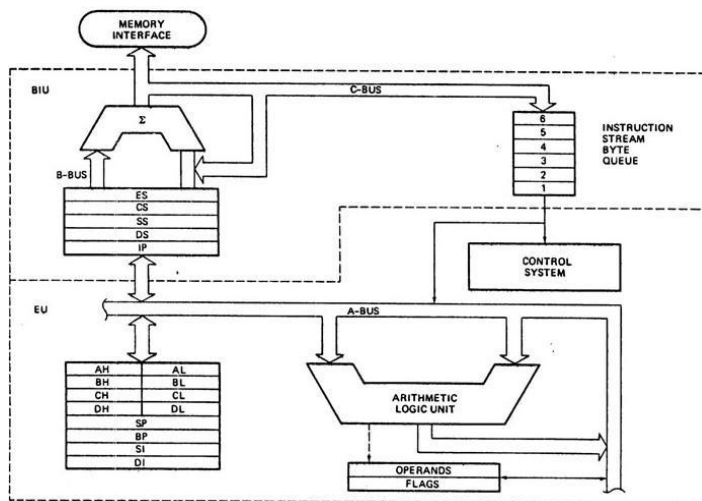 MEMORY
INTERFACE
BIU
C-BUS
Σ
B-BUS
6
5
4
3
2
1
INSTRUCTION
STREAM
BYTE
QUEUE
ES
CS
SS
DS
IP
CONTROL
SYSTEM
EU
A-BUS
AH AL
BH BL
CH CL
DH DL
SP
BP
SI
DI
ARITHMETIC
LOGIC UNIT
OPERANDS
FLAGS